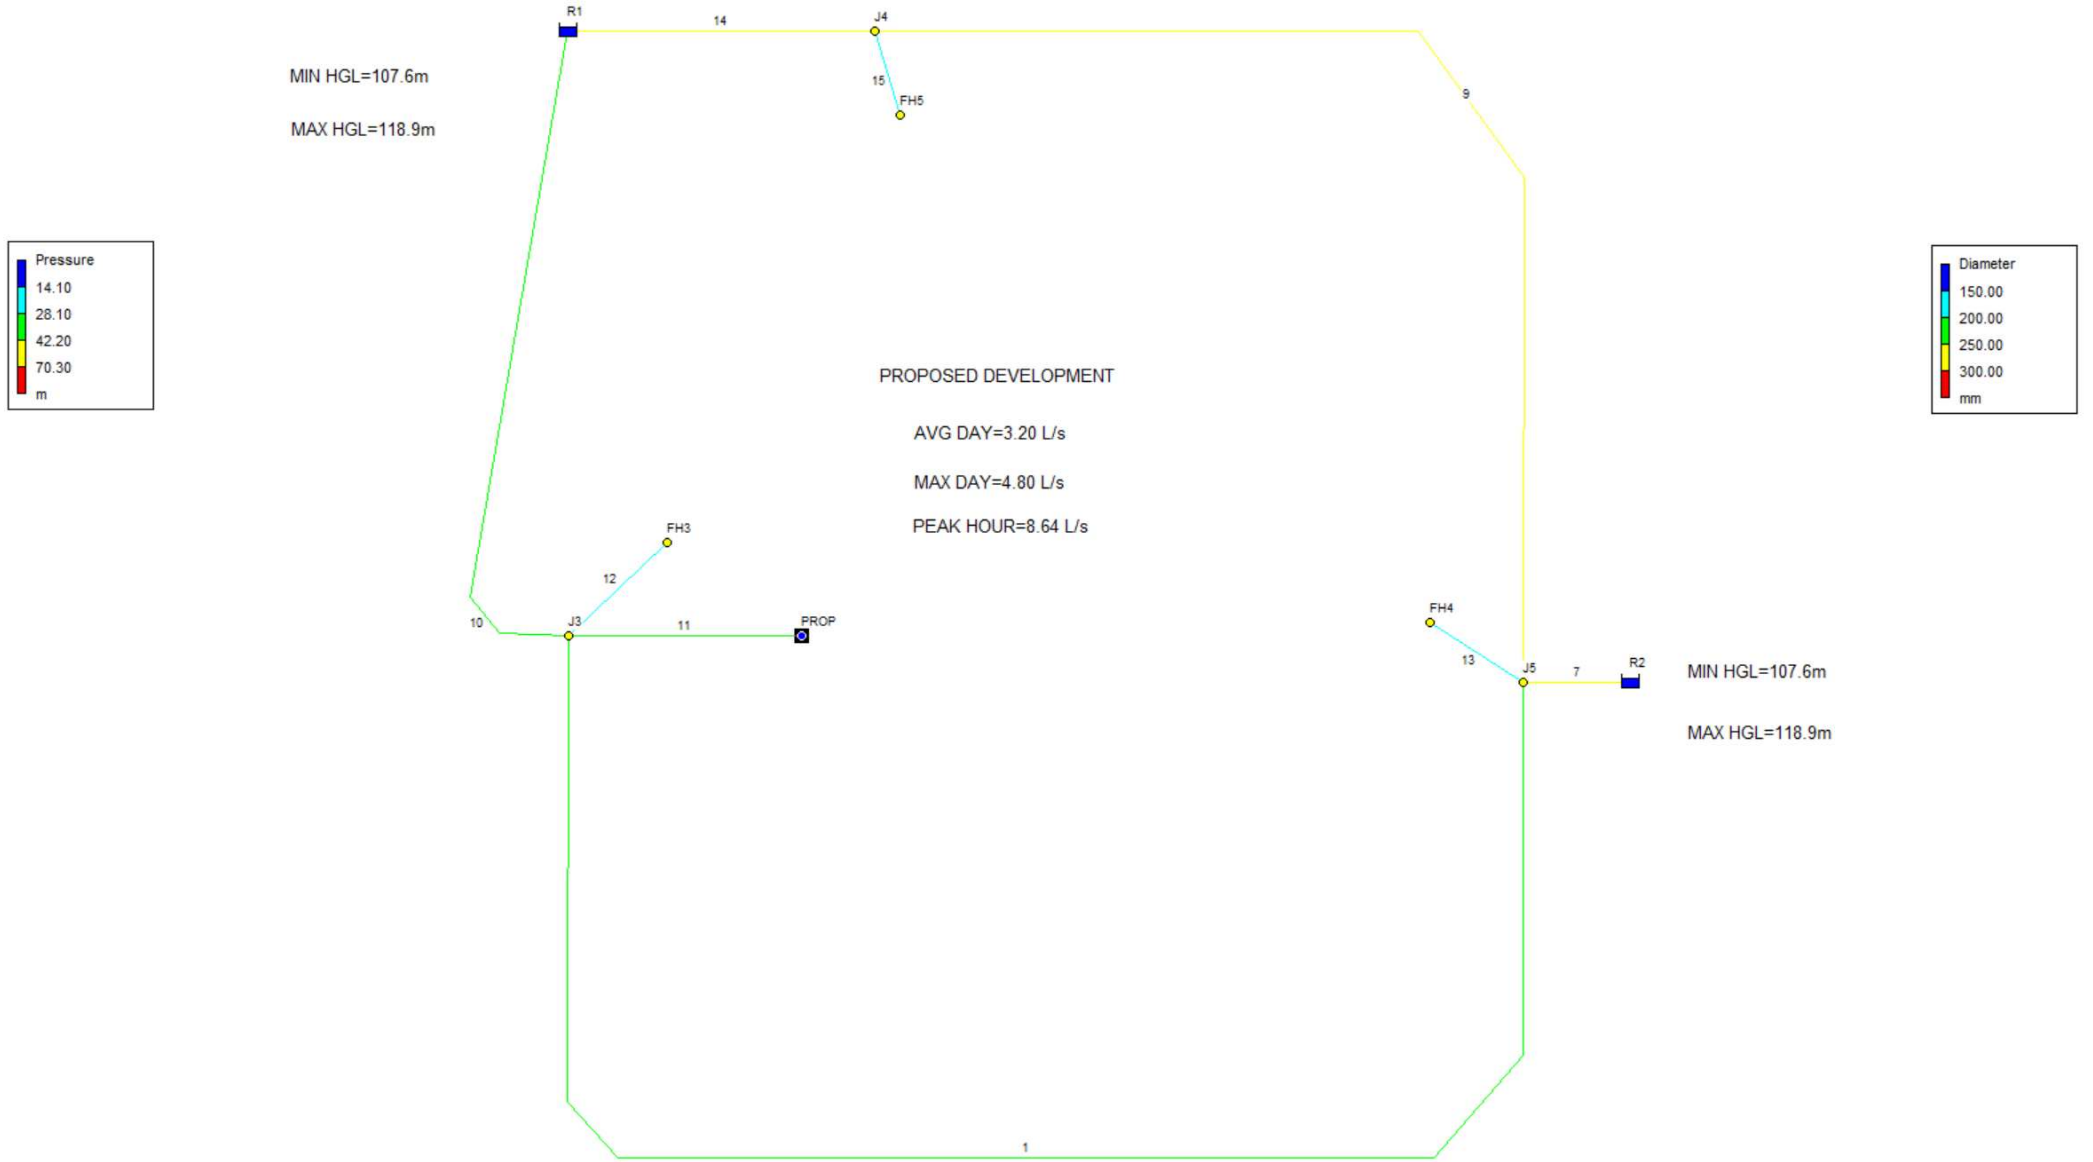 R1
14
J4
MIN HGL=107.6m
15
9
FH5
MAX HGL=118.9m
Pressure
14.10
28.10
42.20
70.30
m
Diameter
150.00
200.00
250.00
300.00
mm
PROPOSED DEVELOPMENT
AVG DAY=3.20 L/s
MAX DAY=4.80 L/s
PEAK HOUR=8.64 L/s
FH3
12
10
J3
11
PROP
FH4
13
J5
7
R2
MIN HGL=107.6m
MAX HGL=118.9m
1